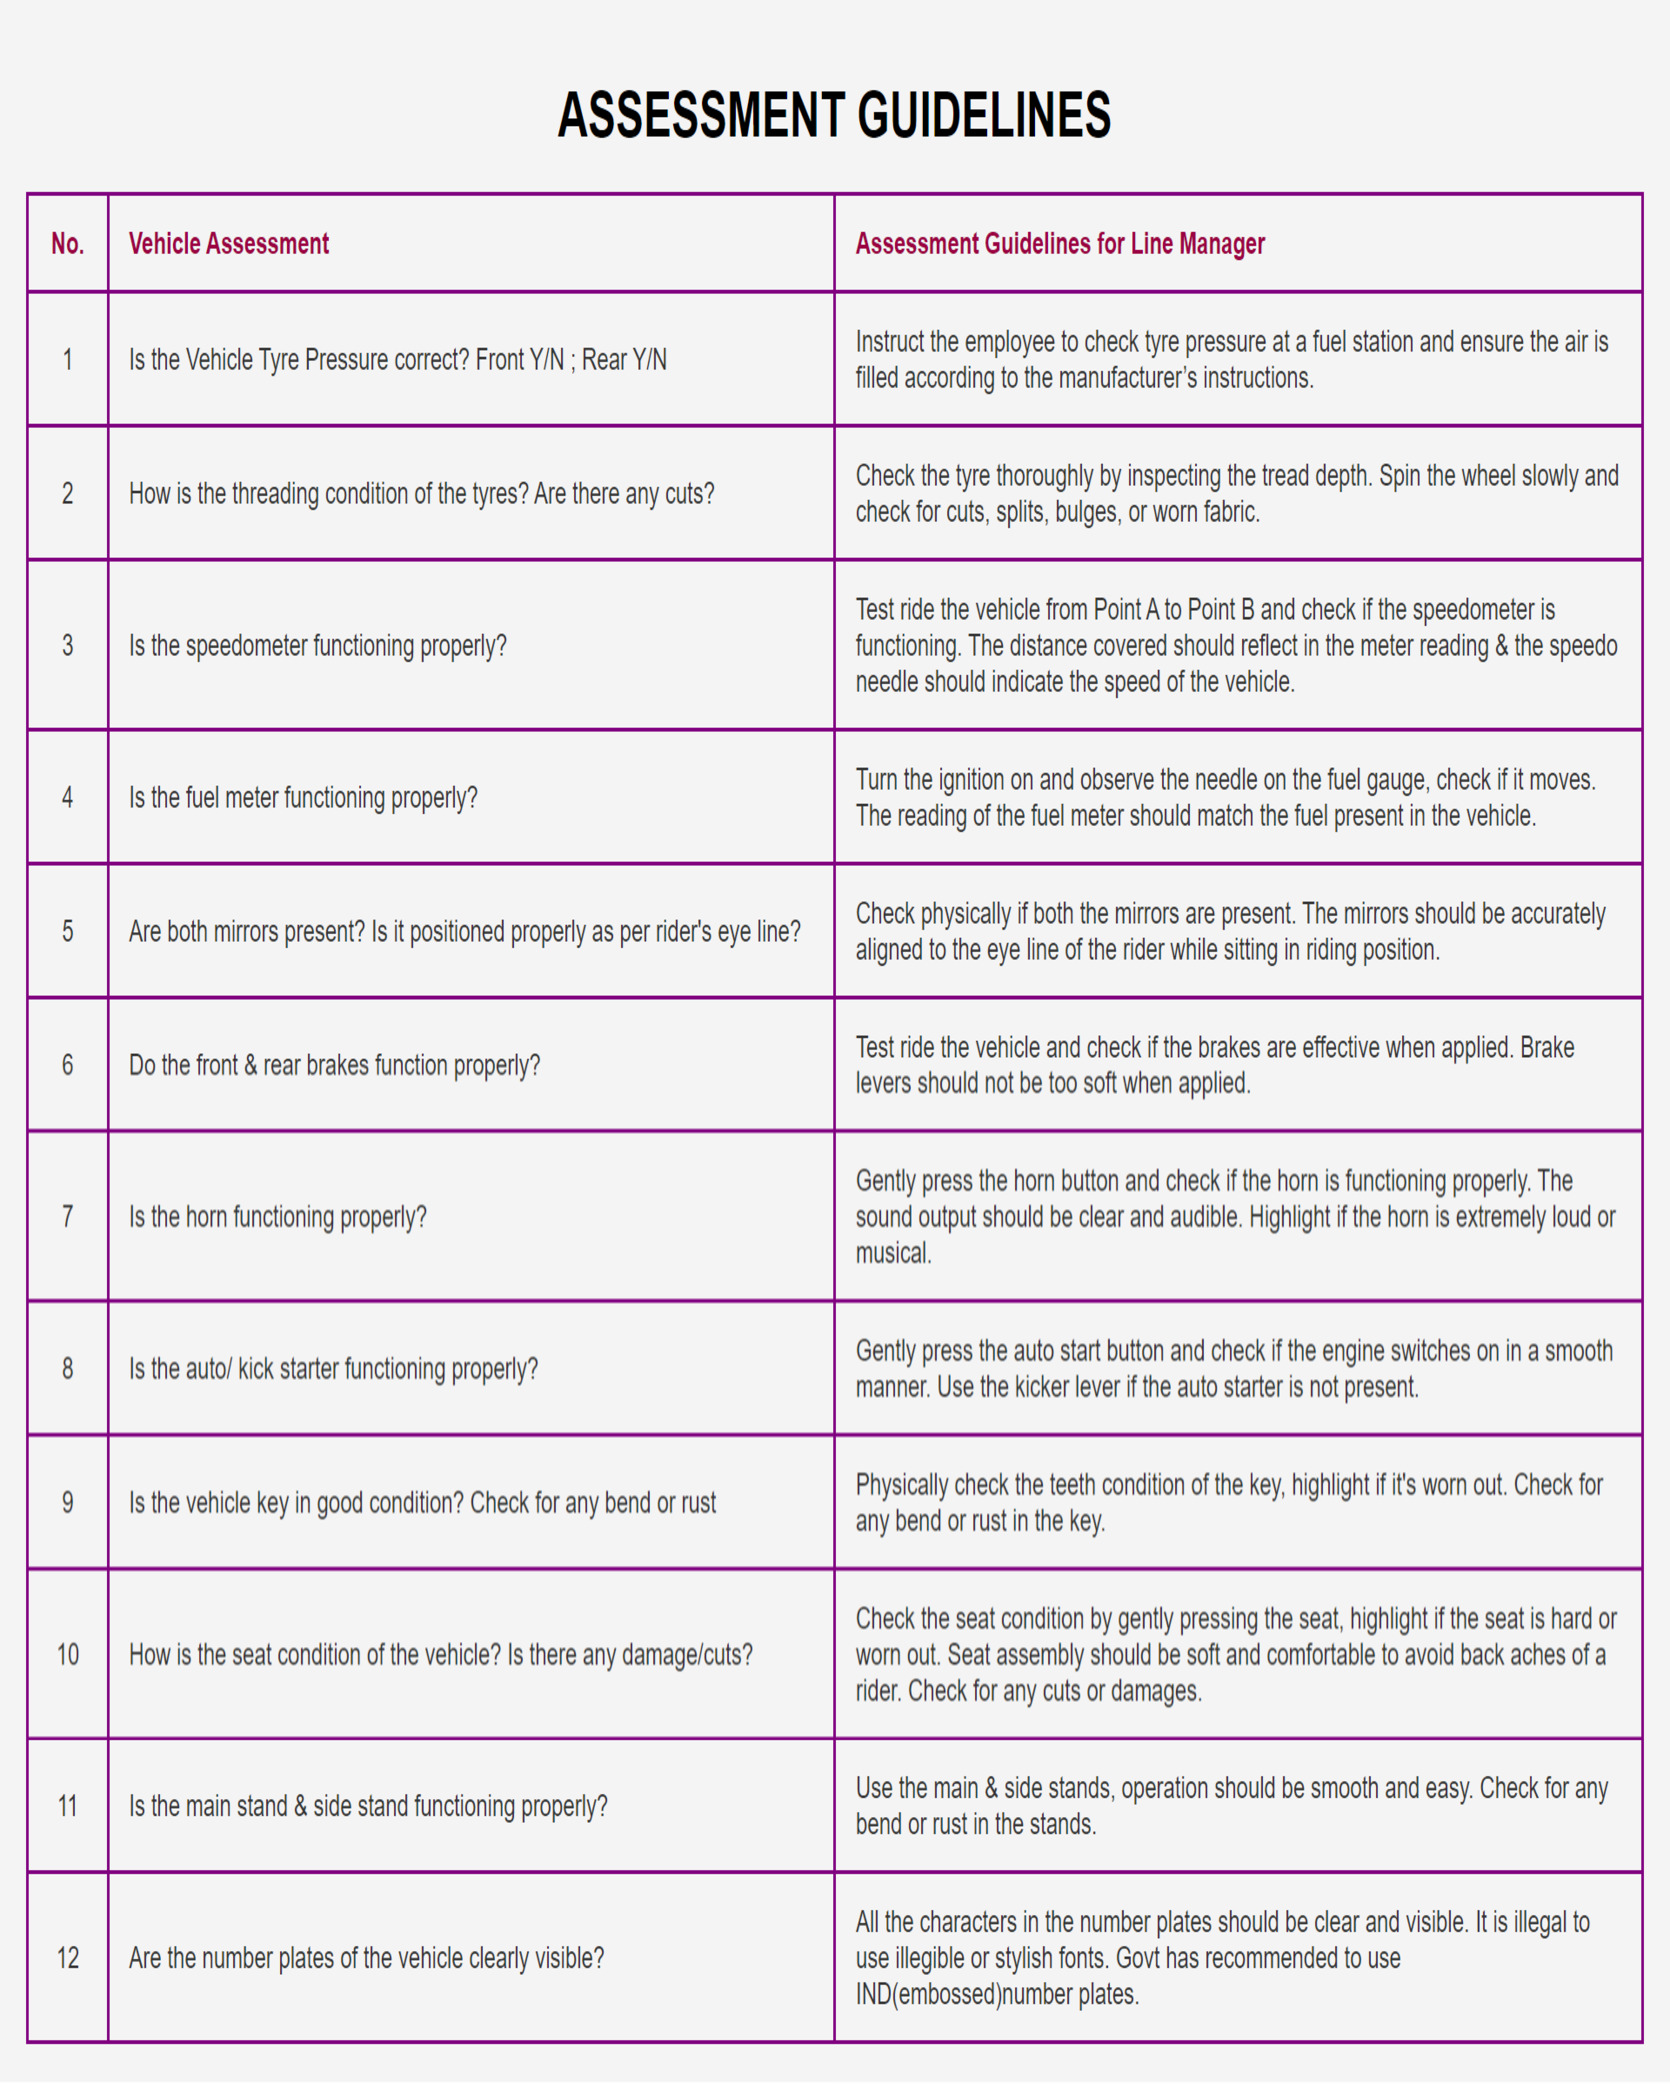 ASSESSMENT GUIDELINES
No.
Vehicle Assessment
Assessment Guidelines for Line Manager
1
Is the Vehicle Tyre Pressure correct? Front Y/N ; Rear Y/N
Instruct the employee to check tyre pressure at a fuel station and ensure the air is
filled according to the manufacturer’s instructions.
2
How is the threading condition of the tyres? Are there any cuts?
Check the tyre thoroughly by inspecting the tread depth. Spin the wheel slowly and
check for cuts, splits, bulges, or worn fabric.
3
Is the speedometer functioning properly?
Test ride the vehicle from Point A to Point B and check if the speedometer is
functioning. The distance covered should reflect in the meter reading & the speedo
needle should indicate the speed of the vehicle.
4
Is the fuel meter functioning properly?
Turn the ignition on and observe the needle on the fuel gauge, check if it moves.
The reading of the fuel meter should match the fuel present in the vehicle.
5
Are both mirrors present? Is it positioned properly as per rider's eye line?
Check physically if both the mirrors are present. The mirrors should be accurately
aligned to the eye line of the rider while sitting in riding position.
6
Do the front & rear brakes function properly?
Test ride the vehicle and check if the brakes are effective when applied. Brake
levers should not be too soft when applied.
7
Is the horn functioning properly?
Gently press the horn button and check if the horn is functioning properly. The
sound output should be clear and audible. Highlight if the horn is extremely loud or
musical.
8
Is the auto/ kick starter functioning properly?
Gently press the auto start button and check if the engine switches on in a smooth
manner. Use the kicker lever if the auto starter is not present.
9
Is the vehicle key in good condition? Check for any bend or rust
Physically check the teeth condition of the key, highlight if it's worn out. Check for
any bend or rust in the key.
10
How is the seat condition of the vehicle? Is there any damage/cuts?
Check the seat condition by gently pressing the seat, highlight if the seat is hard or
worn out. Seat assembly should be soft and comfortable to avoid back aches of a
rider. Check for any cuts or damages.
11
Is the main stand & side stand functioning properly?
Use the main & side stands, operation should be smooth and easy. Check for any
bend or rust in the stands.
12
Are the number plates of the vehicle clearly visible?
All the characters in the number plates should be clear and visible. It is illegal to
use illegible or stylish fonts. Govt has recommended to use
IND(embossed)number plates.